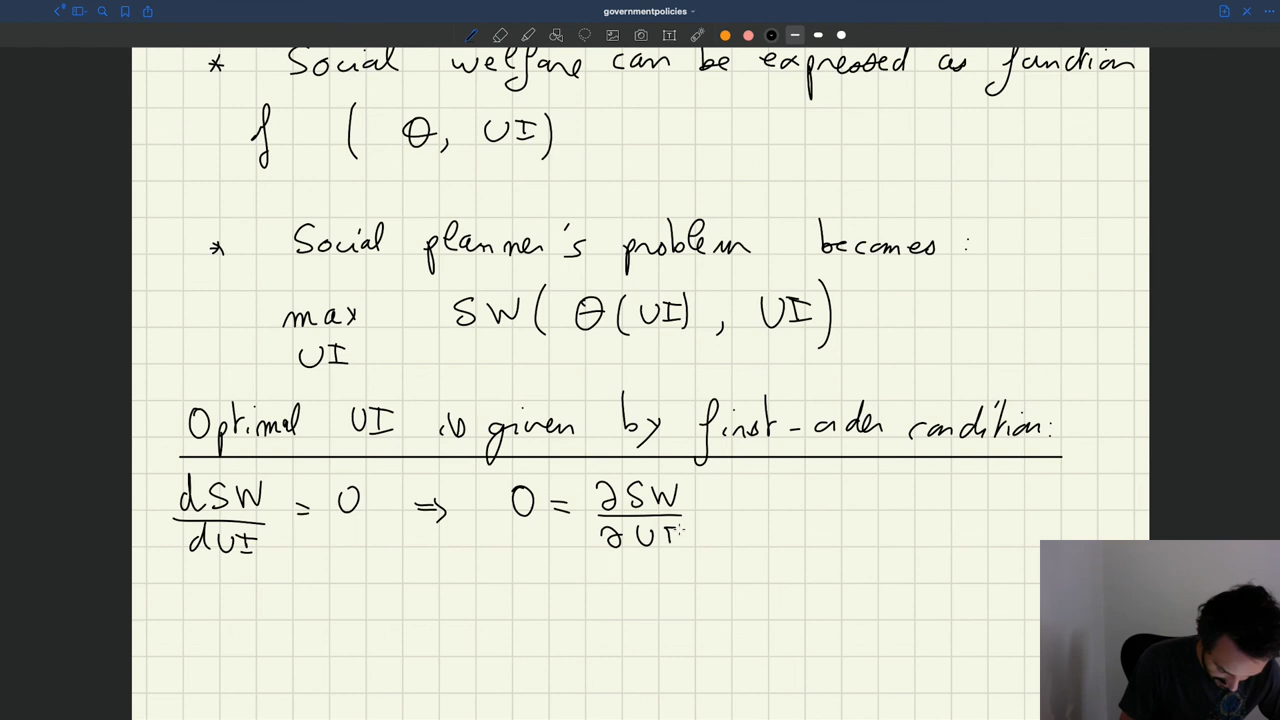 governmentpolicies
* Social welfare can be expressed as function
f ( θ, UI)
* Social planner's problem becomes :
max SW( θ(UI) , UI)
UI
Optimal UI is given by first-order condition:
dSW/dUI = 0 ⇒ 0 = ∂SW/∂UI